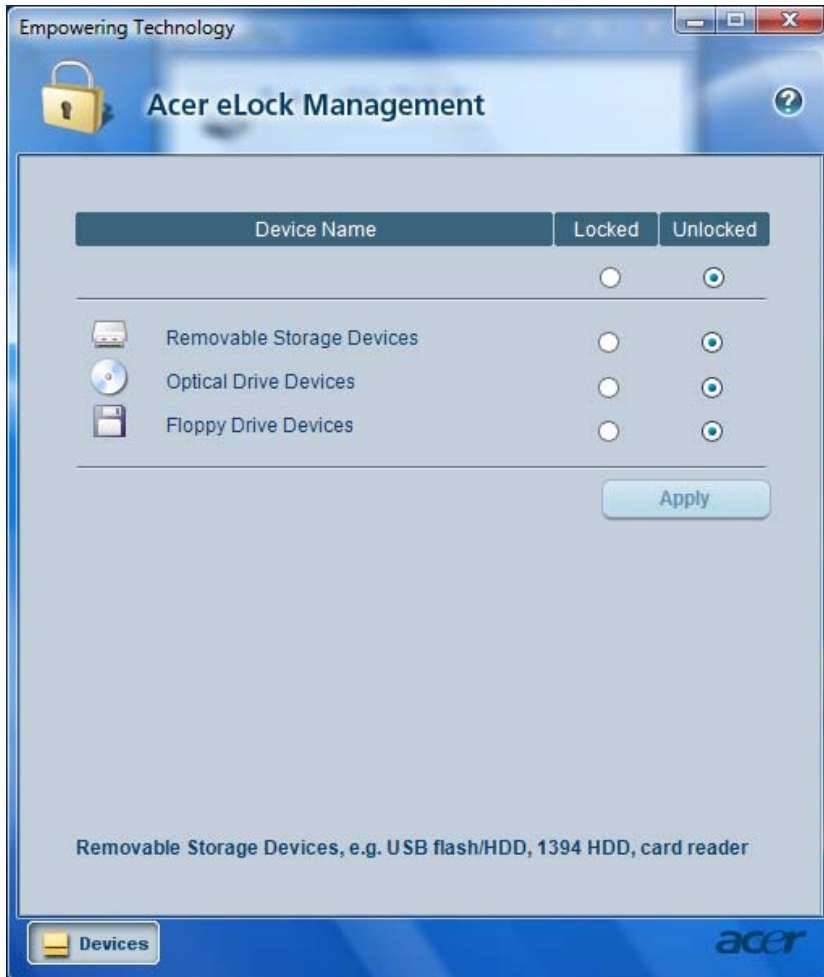 Empowering Technology
Acer eLock Management
?
Device Name Locked Unlocked
Removable Storage Devices
Optical Drive Devices
Floppy Drive Devices
Apply
Removable Storage Devices, e.g. USB flash/HDD, 1394 HDD, card reader
Devices
acer